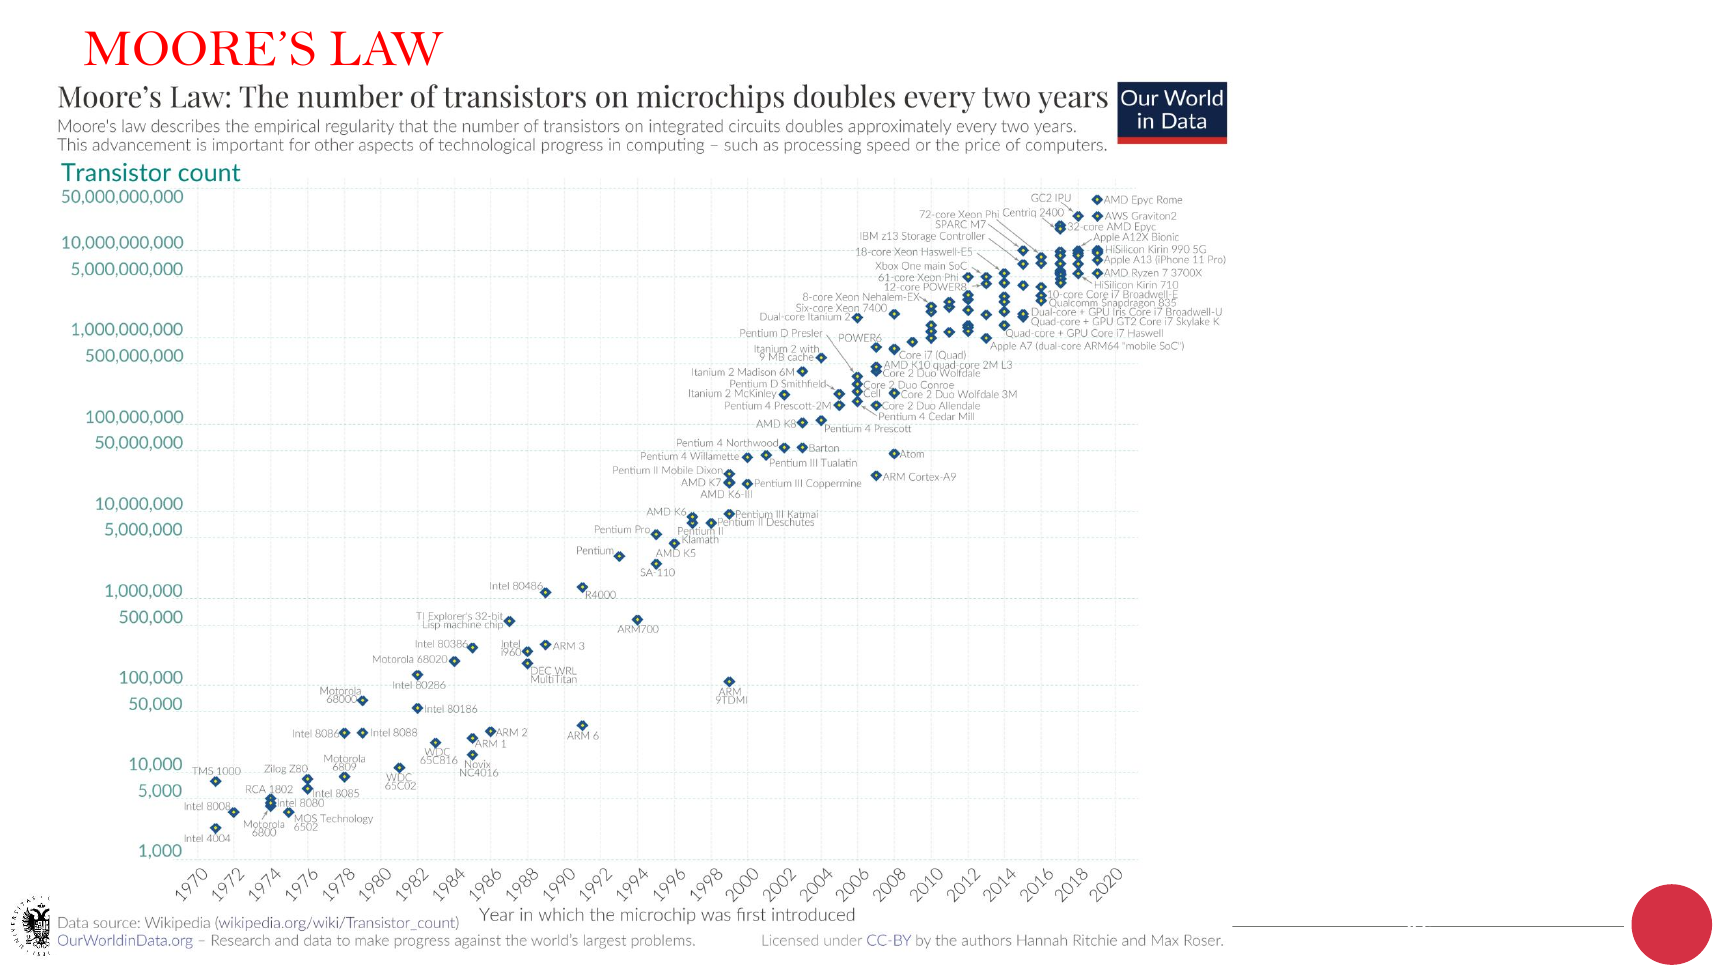 MOORE'S LAW
Moore's Law: The number of transistors on microchips doubles every two years
Our World
in Data
Moore's law describes the empirical regularity that the number of transistors on integrated circuits doubles approximately every two years.
This advancement is important for other aspects of technological progress in computing – such as processing speed or the price of computers.
Transistor count
50,000,000,000
10,000,000,000
5,000,000,000
1,000,000,000
500,000,000
100,000,000
50,000,000
10,000,000
5,000,000
1,000,000
500,000
100,000
50,000
10,000
5,000
1,000
GC2 IPU
AMD Epyc Rome
72-core Xeon Phi
Centriq 2400
AWS Graviton2
SPARC M7
32-core AMD Epyc
IBM z13 Storage Controller
Apple A12X Bionic
18-core Xeon Haswell-E5
HiSilicon Kirin 990 5G
Xbox One main SoC
Apple A13 (iPhone 11 Pro)
61-core Xeon Phi
AMD Ryzen 7 3700X
12-core POWER8
HiSilicon Kirin 710
8-core Xeon Nehalem-EX
10-core Core i7 Broadwell-E
Six-core Xeon 7400
Qualcomm Snapdragon 835
Dual-core Itanium 2
Dual-core + GPU Iris Core i7 Broadwell-U
Quad-core + GPU GT2 Core i7 Skylake K
Pentium D Presler
POWER6
Quad-core + GPU Core i7 Haswell
Itanium 2 with
9 MB cache
Apple A7 (dual-core ARM64 "mobile SoC")
Core i7 (Quad)
AMD K10 quad-core 2M L3
Itanium 2 Madison 6M
Core 2 Duo Wolfdale
Pentium D Smithfield
Core 2 Duo Conroe
Itanium 2 McKinley
Cell
Core 2 Duo Wolfdale 3M
Pentium 4 Prescott-2M
Core 2 Duo Allendale
Pentium 4 Cedar Mill
AMD K8
Pentium 4 Prescott
Pentium 4 Northwood
Barton
Pentium 4 Willamette
Pentium III Tualatin
Atom
Pentium II Mobile Dixon
ARM Cortex-A9
AMD K7
Pentium III Coppermine
AMD K6-III
AMD K6
Pentium III Katmai
Pentium II Deschutes
Pentium Pro
Pentium II
Klamath
Pentium
AMD K5
SA-110
Intel 80486
R4000
TI Explorer's 32-bit
Lisp machine chip
ARM700
Intel 80386
Intel
i960
ARM 3
Motorola 68020
DEC WRL
MultiTitan
Intel 80286
Motorola
68000
ARM
9TDMI
Intel 80186
Intel 8086
Intel 8088
ARM 2
ARM 6
ARM 1
WDC
65C816
Novix
NC4016
TMS 1000
Zilog Z80
Motorola
6809
WDC
65C02
RCA 1802
Intel 8085
Intel 8008
Intel 8080
Motorola
6800
MOS Technology
6502
Intel 4004
1970 1972 1974 1976 1978 1980 1982 1984 1986 1988 1990 1992 1994 1996 1998 2000 2002 2004 2006 2008 2010 2012 2014 2016 2018 2020
Year in which the microchip was first introduced
Data source: Wikipedia (wikipedia.org/wiki/Transistor_count)
OurWorldinData.org – Research and data to make progress against the world's largest problems.
Licensed under CC-BY by the authors Hannah Ritchie and Max Roser.